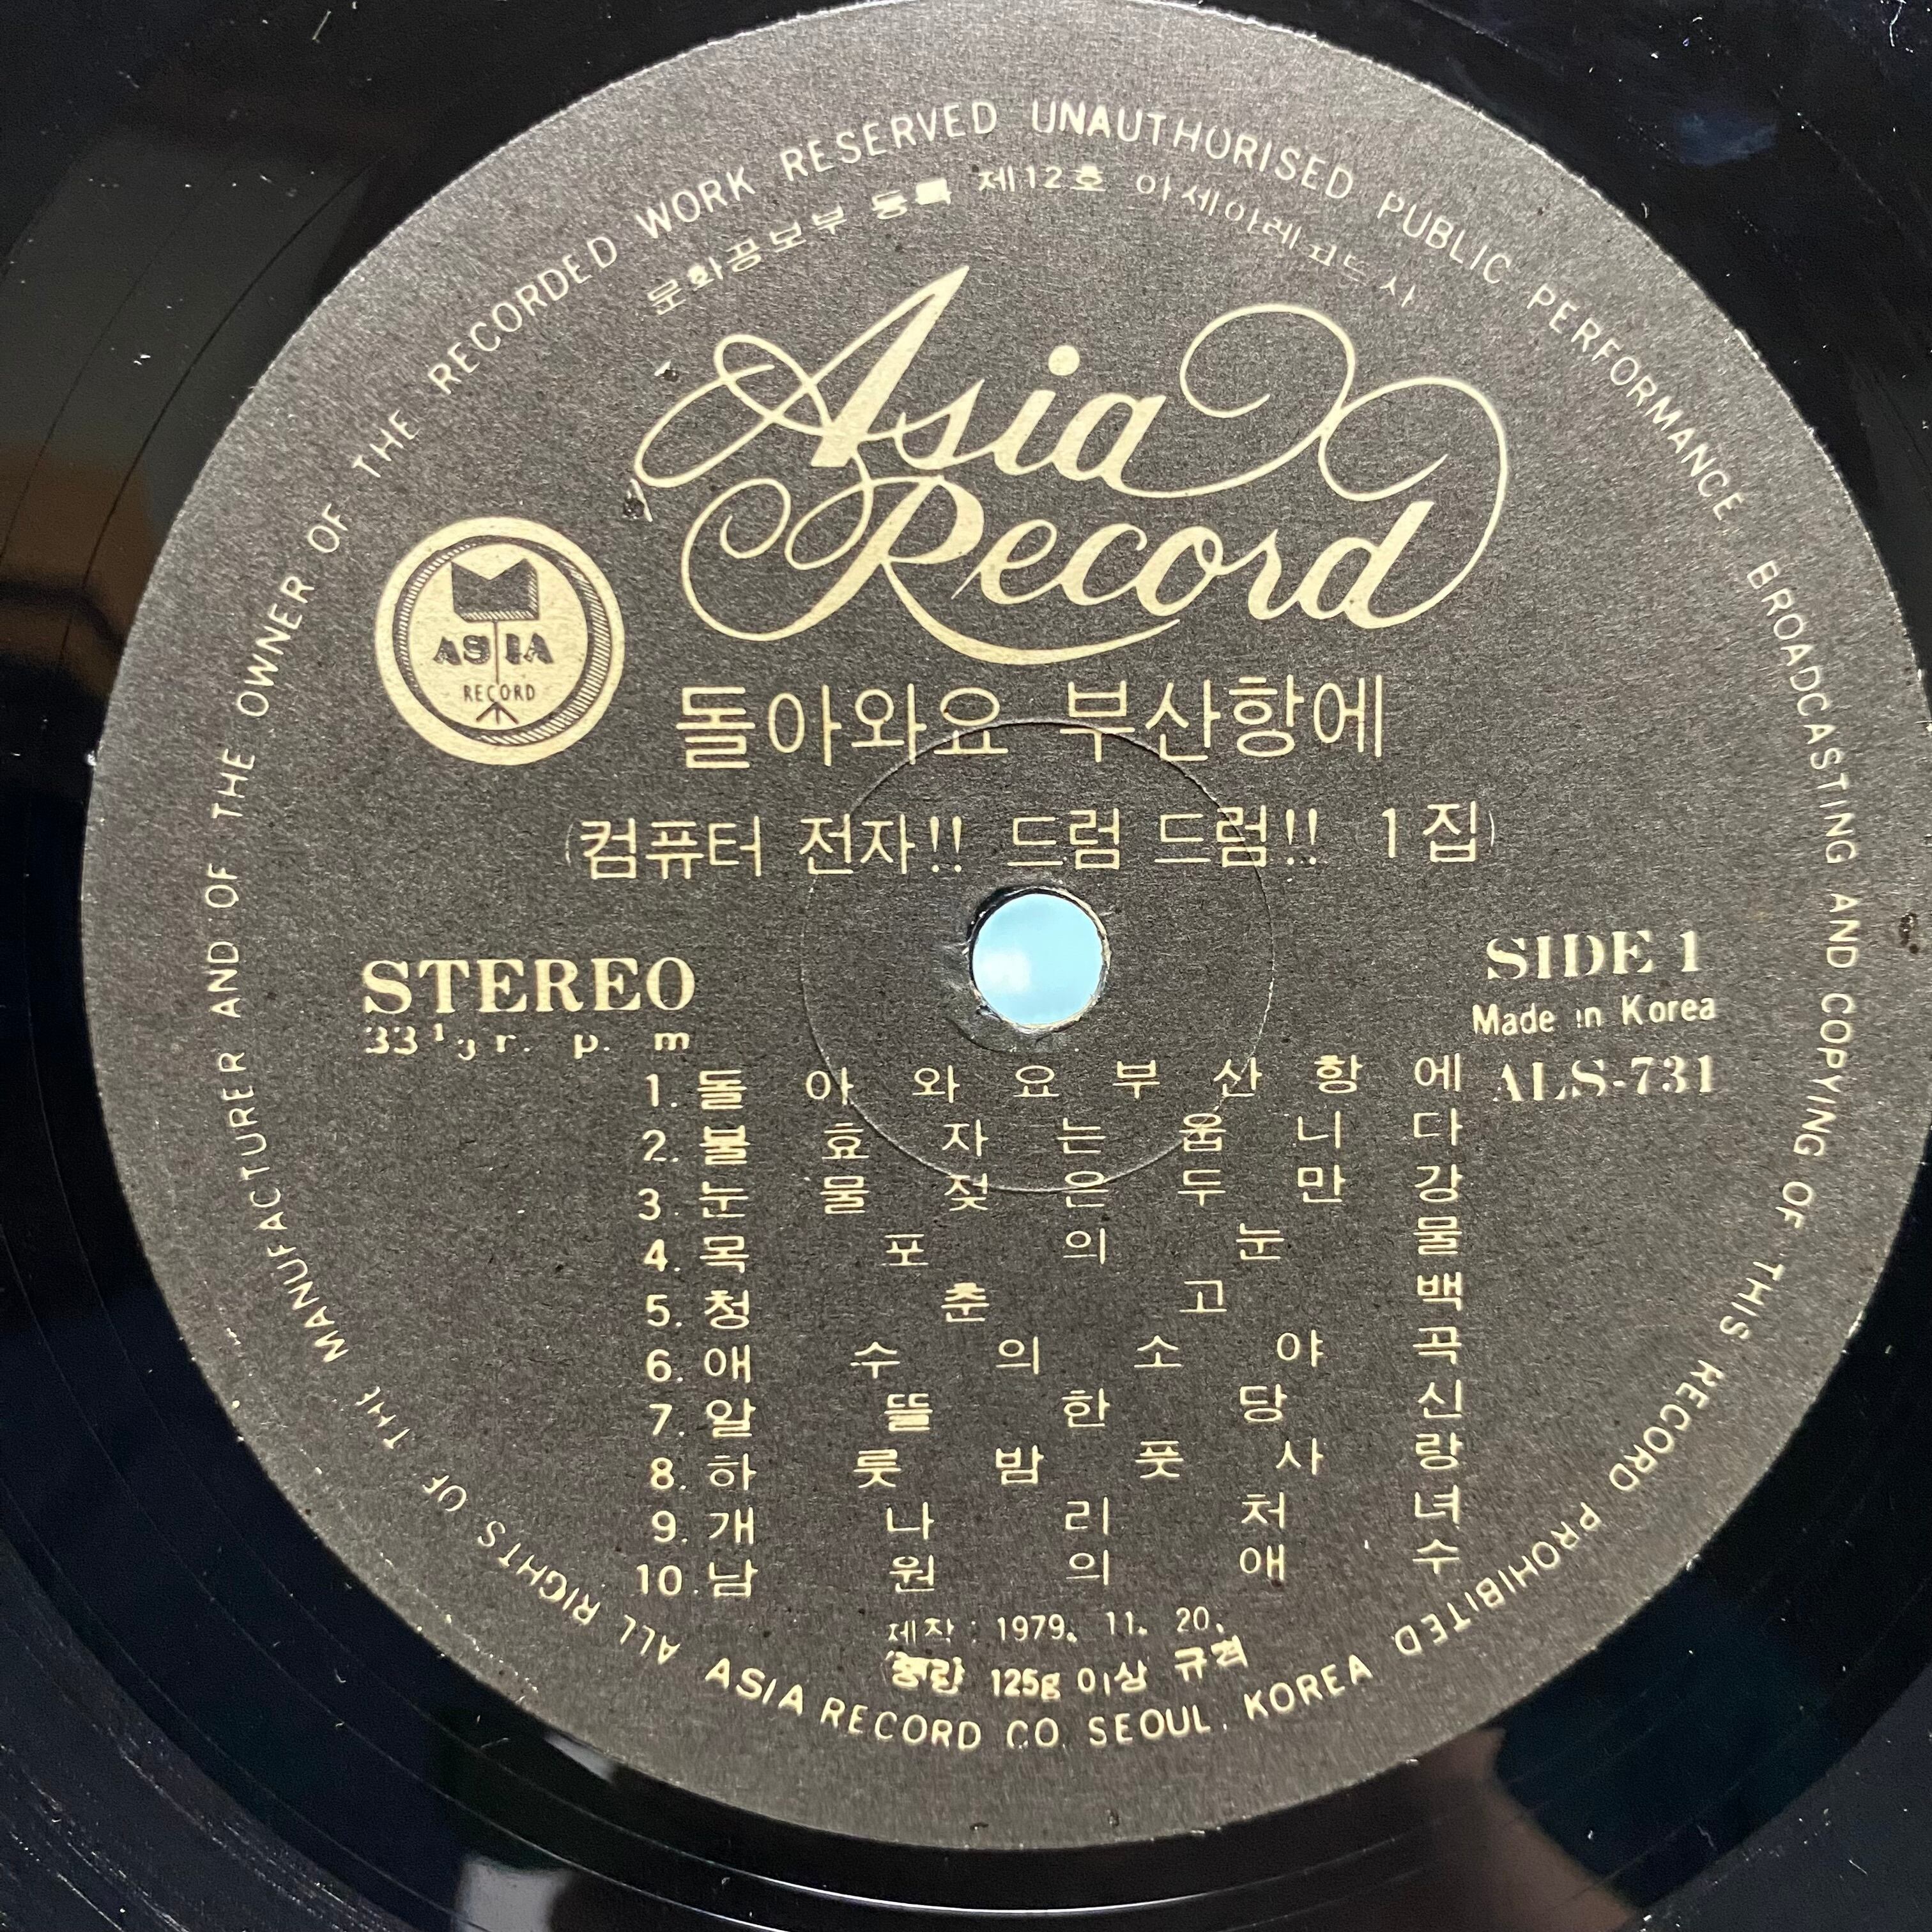 MANUFACTURER AND OF THE OWNER OF THE RECORDED WORK RESERVED UNAUTHORISED PUBLIC PERFORMANCE BROADCASTING AND COPYING OF THIS RECORD PROHIBITED
문화공보부 등록 제12호 아세아레코드사
Asia
Record
ASIA
RECORD
돌아와요 부산항에
(컴퓨터 전자!! 드럼 드럼!! 1집)
STEREO
33 1/3 r. p. m
SIDE 1
Made in Korea
ALS-731
1. 돌아와요부산항에
2. 불효자는움니다
3. 눈물젖은두만강
4. 목포의눈물
5. 청춘고백
6. 애수의소야곡
7. 알뜰한당신
8. 하룻밤풋사랑
9. 개나리처녀
10. 남원의애수
제작 : 1979. 11. 20.
중량 125g 이상 규격
ALL RIGHTS OF THE
ASIA RECORD CO. SEOUL. KOREA